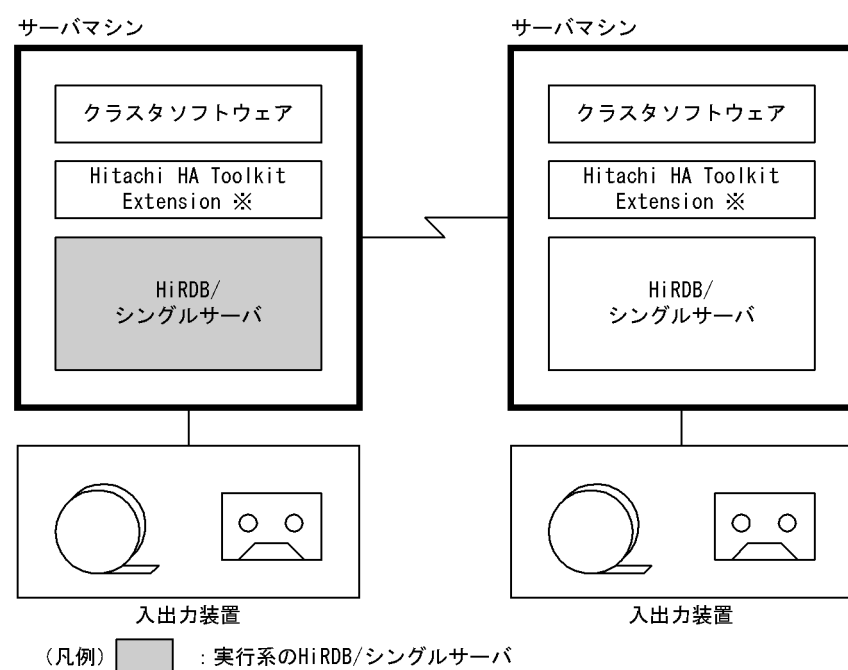 サーバマシン
クラスタソフトウェア
Hitachi HA Toolkit
Extension ※
HiRDB/
シングルサーバ
入出力装置
サーバマシン
クラスタソフトウェア
Hitachi HA Toolkit
Extension ※
HiRDB/
シングルサーバ
入出力装置
(凡例) :実行系のHiRDB/シングルサーバ